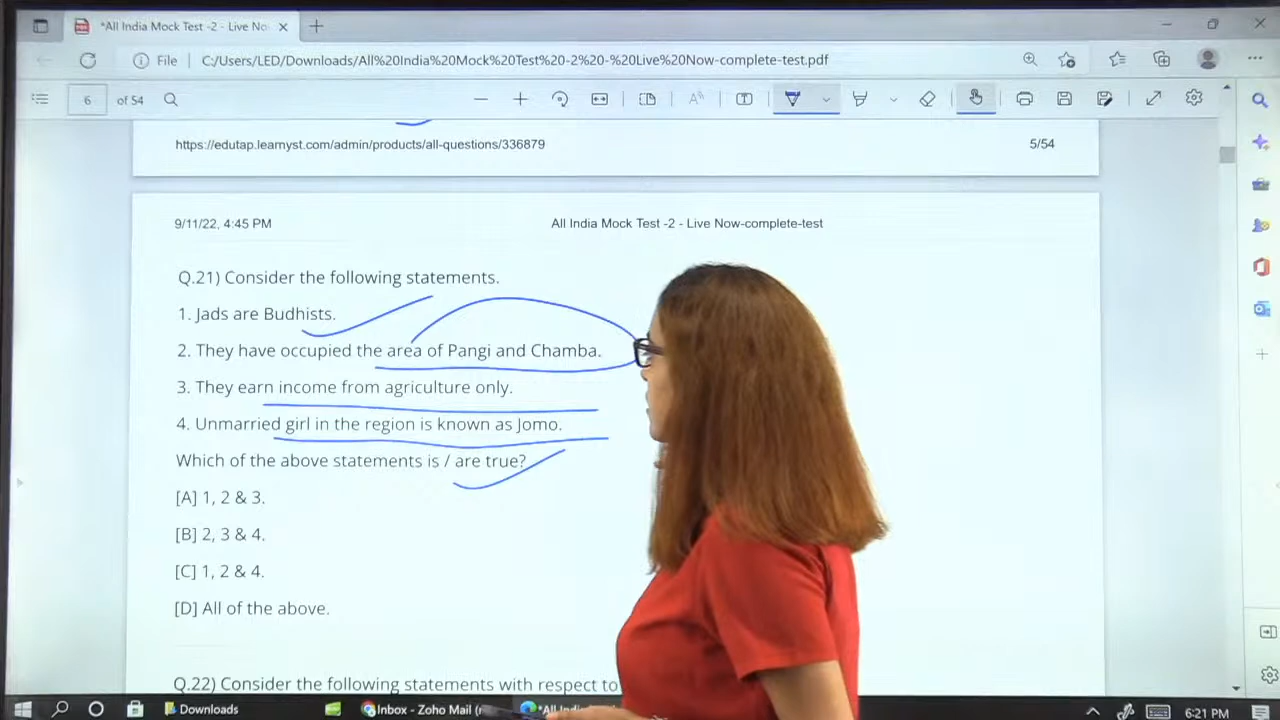 *All India Mock Test -2 - Live No
File
C:/Users/LED/Downloads/All%20India%20Mock%20Test%20-2%20-%20Live%20Now-complete-test.pdf
6 of 54
https://edutap.learnyst.com/admin/products/all-questions/336879
5/54
9/11/22, 4:45 PM
All India Mock Test -2 - Live Now-complete-test
Q.21) Consider the following statements.
1. Jads are Budhists.
2. They have occupied the area of Pangi and Chamba.
3. They earn income from agriculture only.
4. Unmarried girl in the region is known as Jomo.
Which of the above statements is / are true?
[A] 1, 2 & 3.
[B] 2, 3 & 4.
[C] 1, 2 & 4.
[D] All of the above.
Q.22) Consider the following statements with respect to
Downloads
Inbox - Zoho Mail
*All
6:21 PM